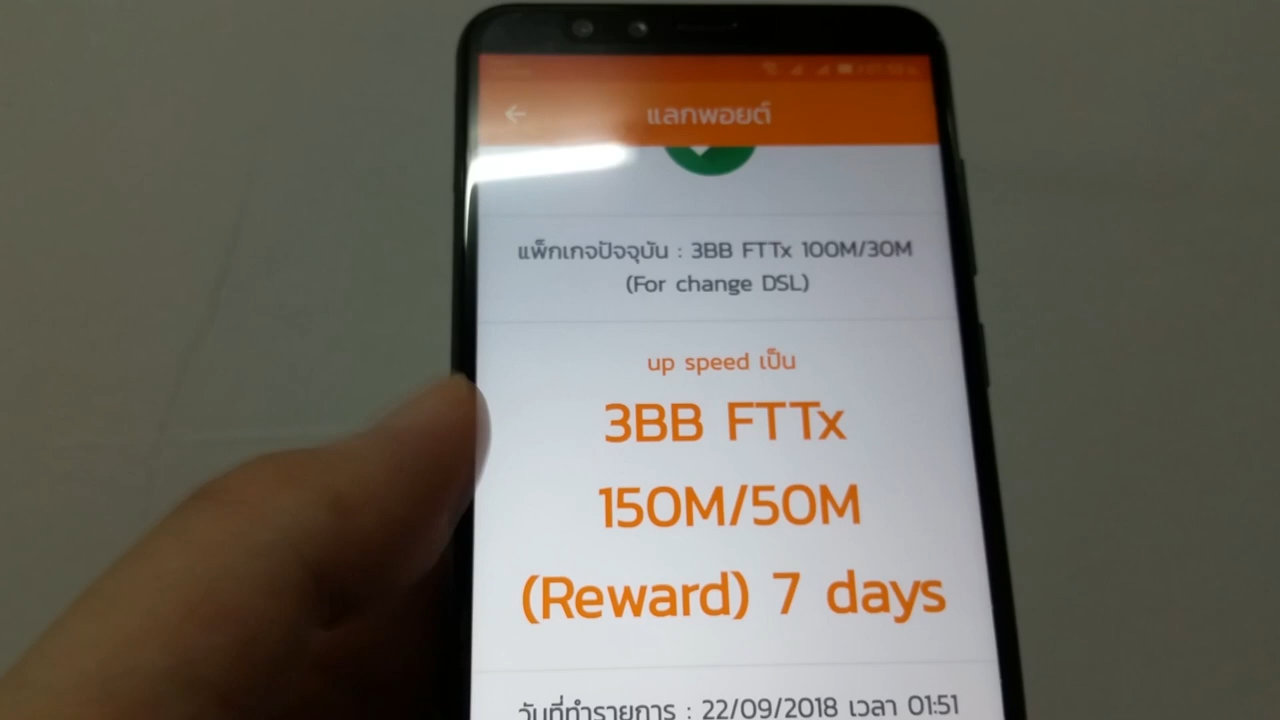 แลกพอยต์
แพ็กเกจปัจจุบัน : 3BB FTTx 100M/30M
(For change DSL)
up speed เป็น
3BB FTTx
150M/50M
(Reward) 7 days
วันที่ทำรายการ : 22/09/2018 เวลา 01:51